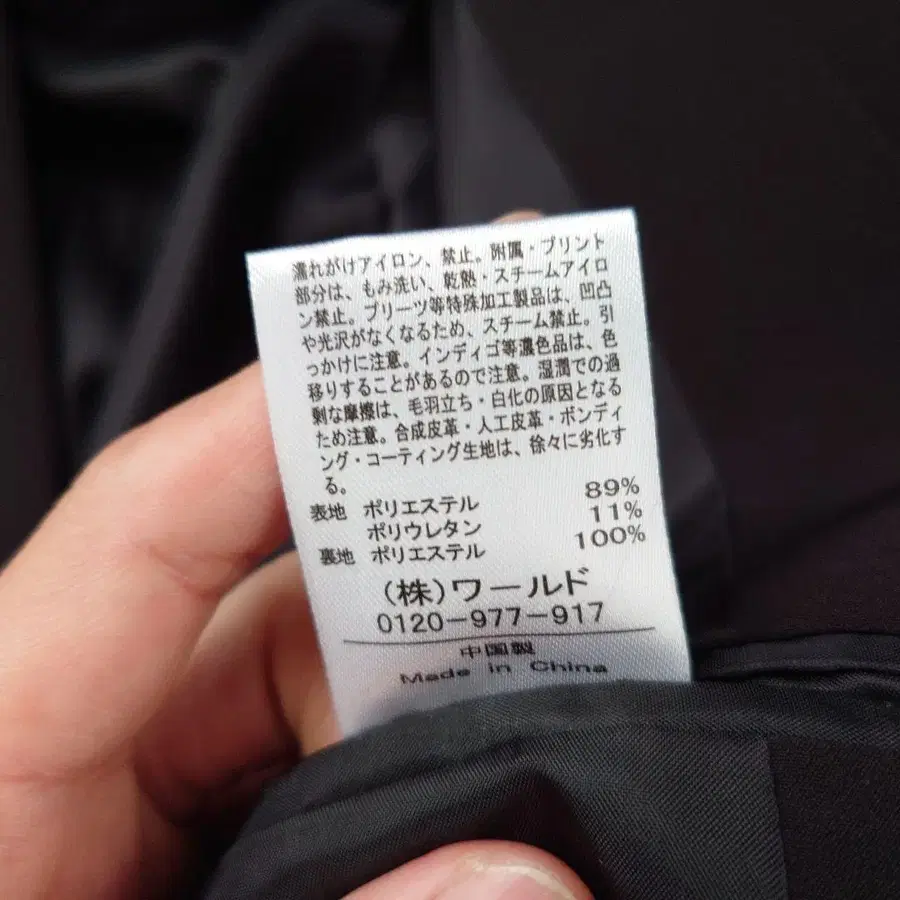 濡れがけアイロン、禁止。附属・プリント
部分は、もみ洗い、乾熱・スチームアイロ
ン禁止。プリーツ等特殊加工製品は、凹凸
や光沢がなくなるため、スチーム禁止。引
っかけに注意。インディゴ等濃色品は、色
移りすることがあるので注意。湿潤での過
剰な摩擦は、毛羽立ち・白化の原因となる
ため注意。合成皮革・人工皮革・ボンディ
ング・コーティング生地は、徐々に劣化す
る。
表地 ポリエステル 89%
ポリウレタン 11%
裏地 ポリエステル 100%
(株)ワールド
0120-977-917
中国製
Made in China